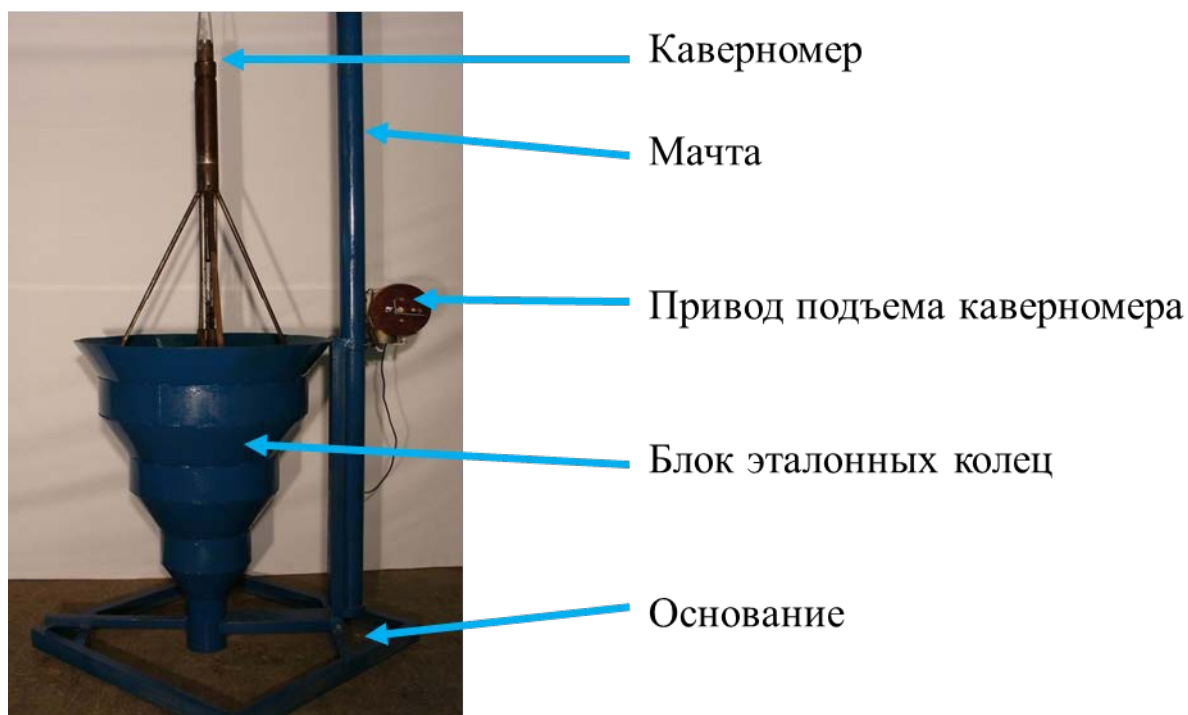 Каверномер
Мачта
Привод подъема каверномера
Блок эталонных колец
Основание